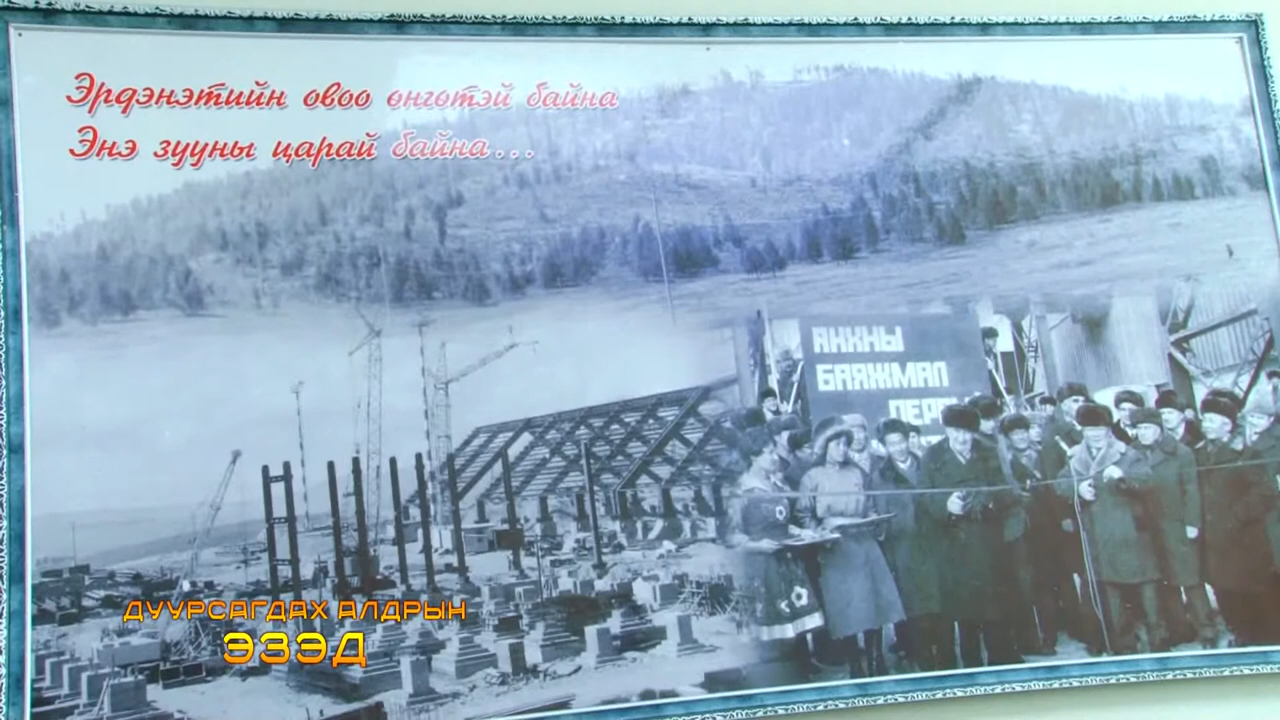 Эрдэнэтийн овоо өнгөтэй байна
Энэ зууны царай байна...
АНХНЫ
БАЯЖМАЛ
ДУУРСАГДАХ АЛДРЫН
ЭЗЭД